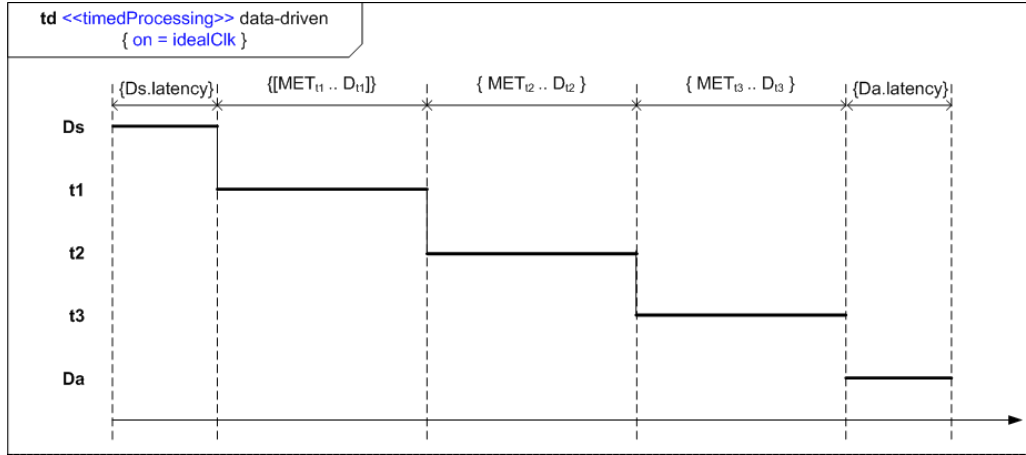 td <<timedProcessing>> data-driven
{ on = idealClk }
{Ds.latency} {[METt1 .. Dt1]} { METt2 .. Dt2 } { METt3 .. Dt3 } {Da.latency}
Ds
t1
t2
t3
Da